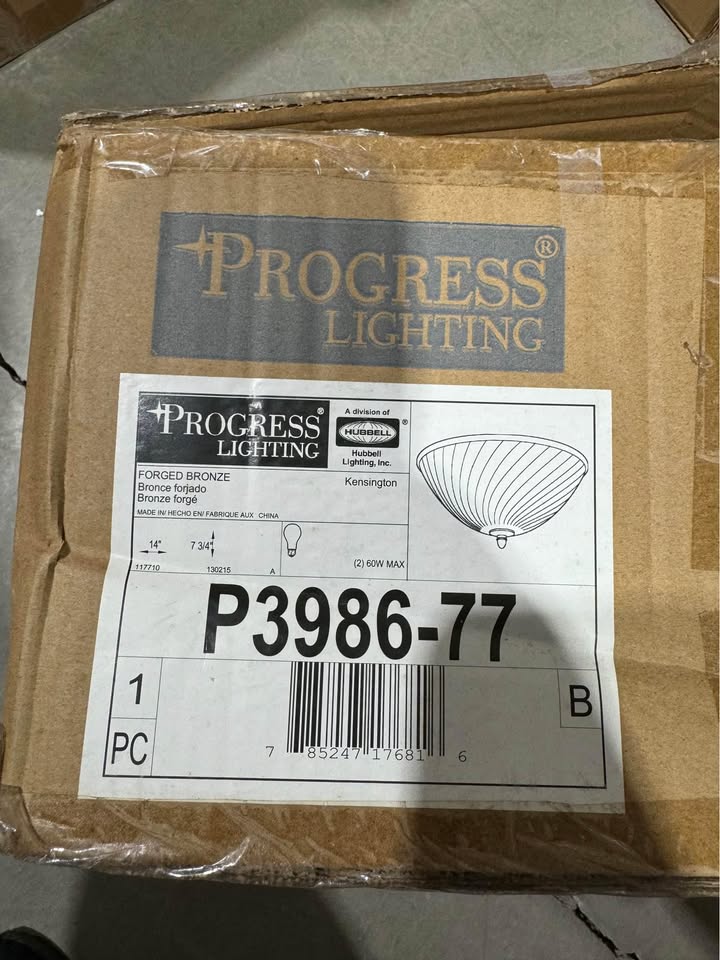 PROGRESS®
LIGHTING
PROGRESS®
LIGHTING
A division of
HUBBELL®
Hubbell
Lighting, Inc.
FORGED BRONZE
Bronce forjado
Bronze forgé
Kensington
MADE IN/ HECHO EN/ FABRIQUE AUX CHINA
14"
7 3/4"
117710
130215
A
(2) 60W MAX
P3986-77
1
PC
B
7 85247 17681 6